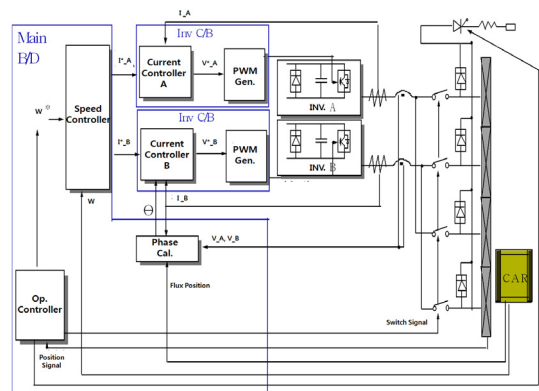 I_A
Main
B/D
Inv C/B
I*_A
Current
Controller
A
V*_A
PWM
Gen.
INV. A
W*
Speed
Controller
Inv C/B
I*_B
Current
Controller
B
V*_B
PWM
Gen.
INV. B
W
Θ
I_B
Phase
Cal.
V_A, V_B
Flux Position
CAR
Op.
Controller
Switch Signal
Position
Signal